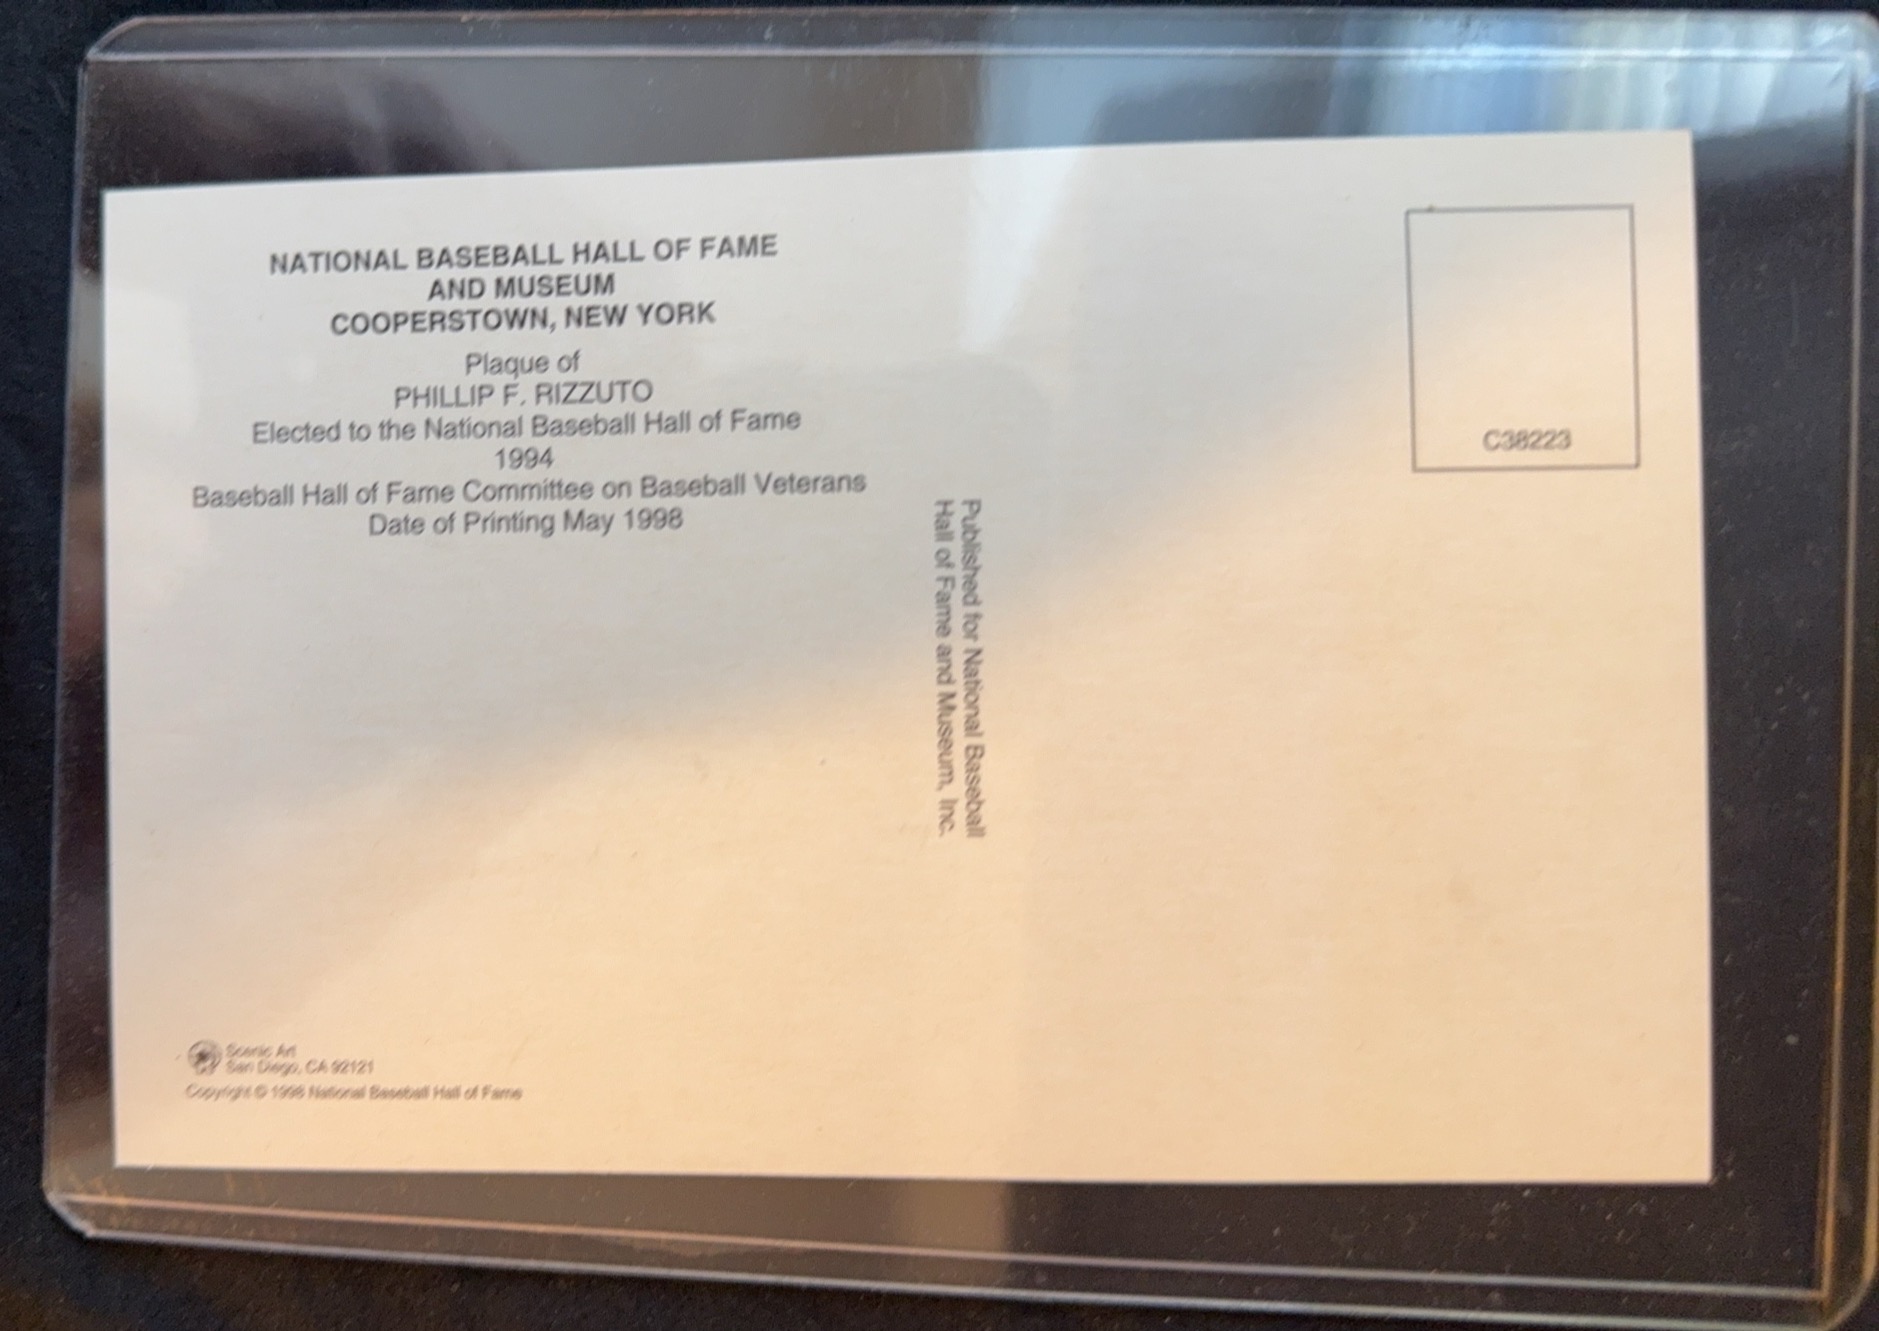 NATIONAL BASEBALL HALL OF FAME
AND MUSEUM
COOPERSTOWN, NEW YORK
Plaque of
PHILLIP F. RIZZUTO
Elected to the National Baseball Hall of Fame
1994
Baseball Hall of Fame Committee on Baseball Veterans
Date of Printing May 1998
Published for National Baseball
Hall of Fame and Museum, Inc.
C38223
Scenic Art
San Diego, CA 92121
Copyright © 1998 National Baseball Hall of Fame